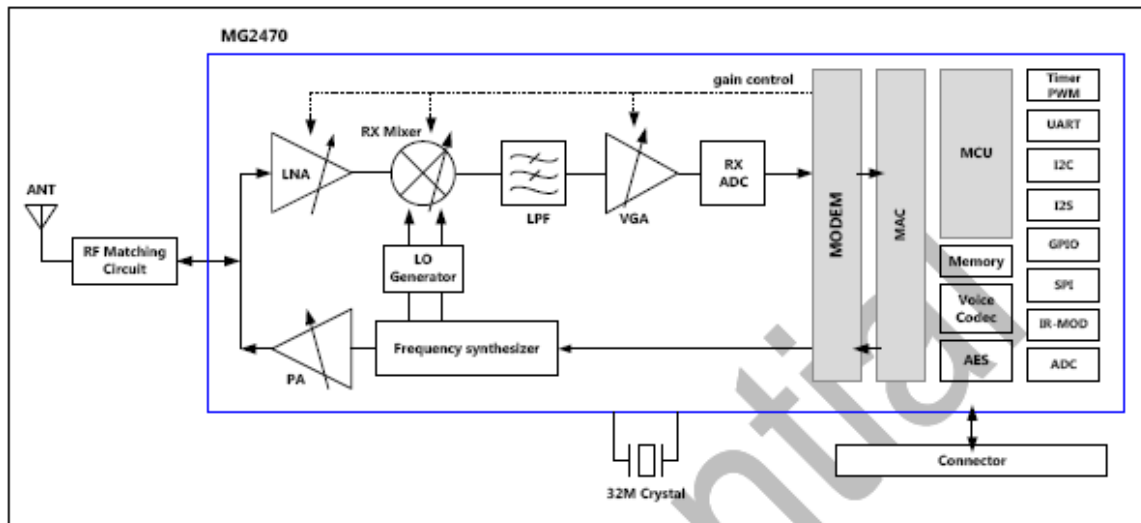 MG2470
gain control
RX Mixer
LNA
LPF
VGA
RX
ADC
MODEM
MAC
MCU
Timer
PWM
UART
I2C
I2S
GPIO
SPI
IR-MOD
ADC
Memory
Voice
Codec
AES
ANT
RF Matching
Circuit
LO
Generator
Frequency synthesizer
PA
32M Crystal
Connector
ntial